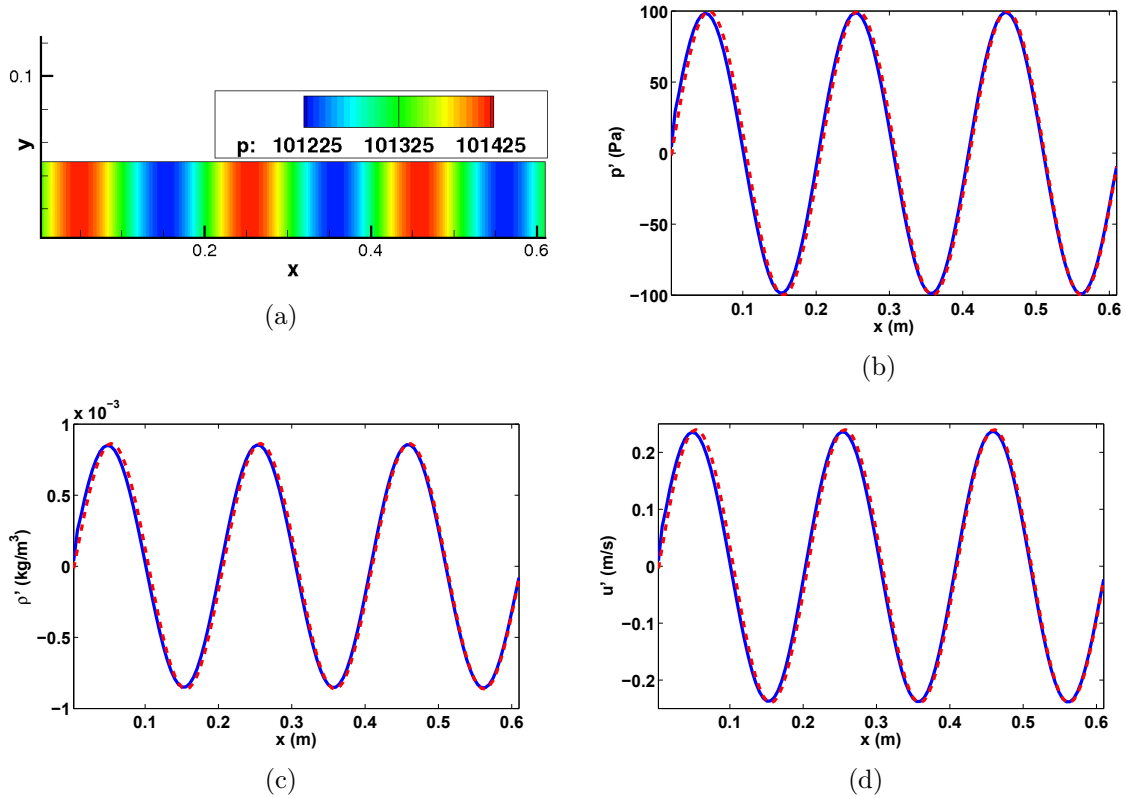 0.1
y
p: 101225 101325 101425
0.2 0.4 0.6
x
(a)
100
50
0
−50
−100
p' (Pa)
0.1 0.2 0.3 0.4 0.5 0.6
x (m)
(b)
x 10⁻³
1
0.5
0
−0.5
−1
ρ' (kg/m³)
0.1 0.2 0.3 0.4 0.5 0.6
x (m)
(c)
0.2
0.1
0
−0.1
−0.2
u' (m/s)
0.1 0.2 0.3 0.4 0.5 0.6
x (m)
(d)